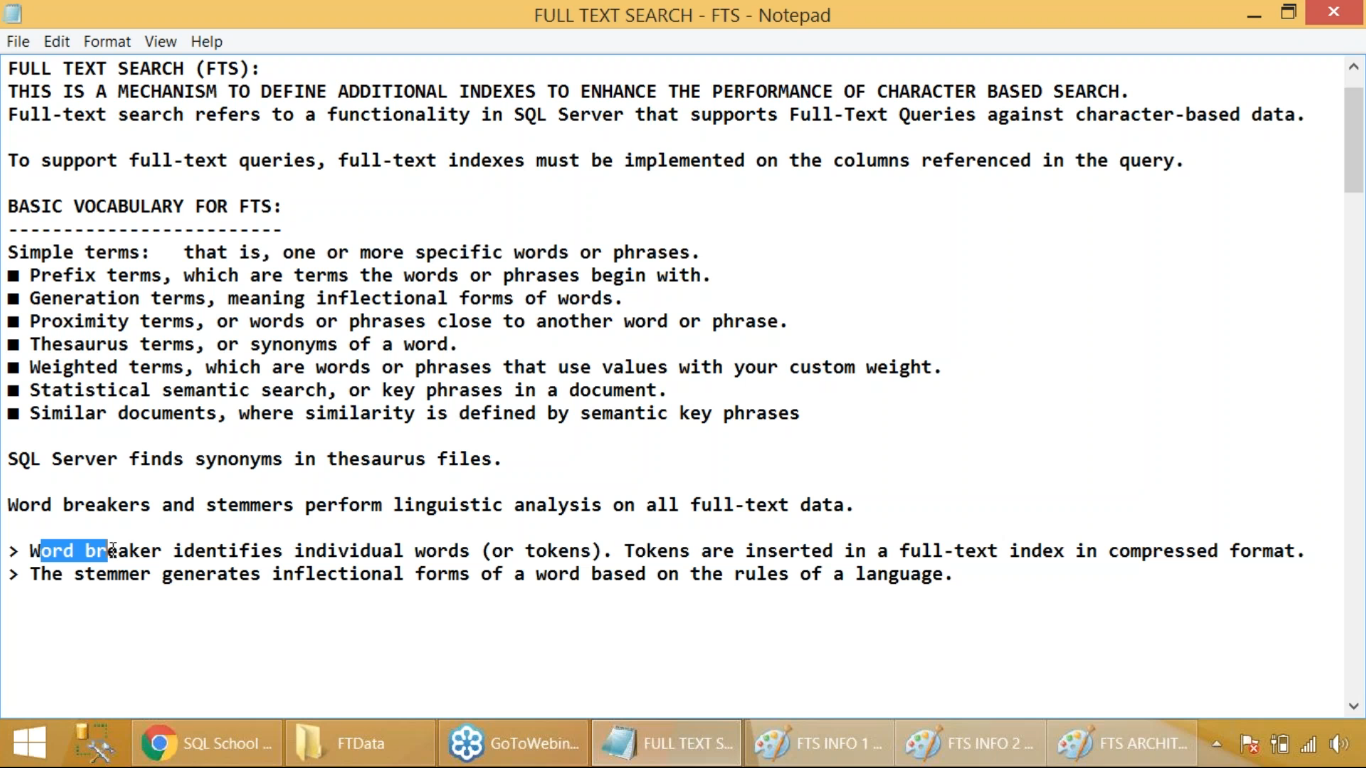 FULL TEXT SEARCH - FTS - Notepad
File Edit Format View Help
FULL TEXT SEARCH (FTS):
THIS IS A MECHANISM TO DEFINE ADDITIONAL INDEXES TO ENHANCE THE PERFORMANCE OF CHARACTER BASED SEARCH.
Full-text search refers to a functionality in SQL Server that supports Full-Text Queries against character-based data.
To support full-text queries, full-text indexes must be implemented on the columns referenced in the query.
BASIC VOCABULARY FOR FTS:
-------------------------
Simple terms:   that is, one or more specific words or phrases.
■ Prefix terms, which are terms the words or phrases begin with.
■ Generation terms, meaning inflectional forms of words.
■ Proximity terms, or words or phrases close to another word or phrase.
■ Thesaurus terms, or synonyms of a word.
■ Weighted terms, which are words or phrases that use values with your custom weight.
■ Statistical semantic search, or key phrases in a document.
■ Similar documents, where similarity is defined by semantic key phrases
SQL Server finds synonyms in thesaurus files.
Word breakers and stemmers perform linguistic analysis on all full-text data.
> Word breaker identifies individual words (or tokens). Tokens are inserted in a full-text index in compressed format.
> The stemmer generates inflectional forms of a word based on the rules of a language.
SQL School ... FTData GoToWebin... FULL TEXT S... FTS INFO 1 ... FTS INFO 2 ... FTS ARCHIT...